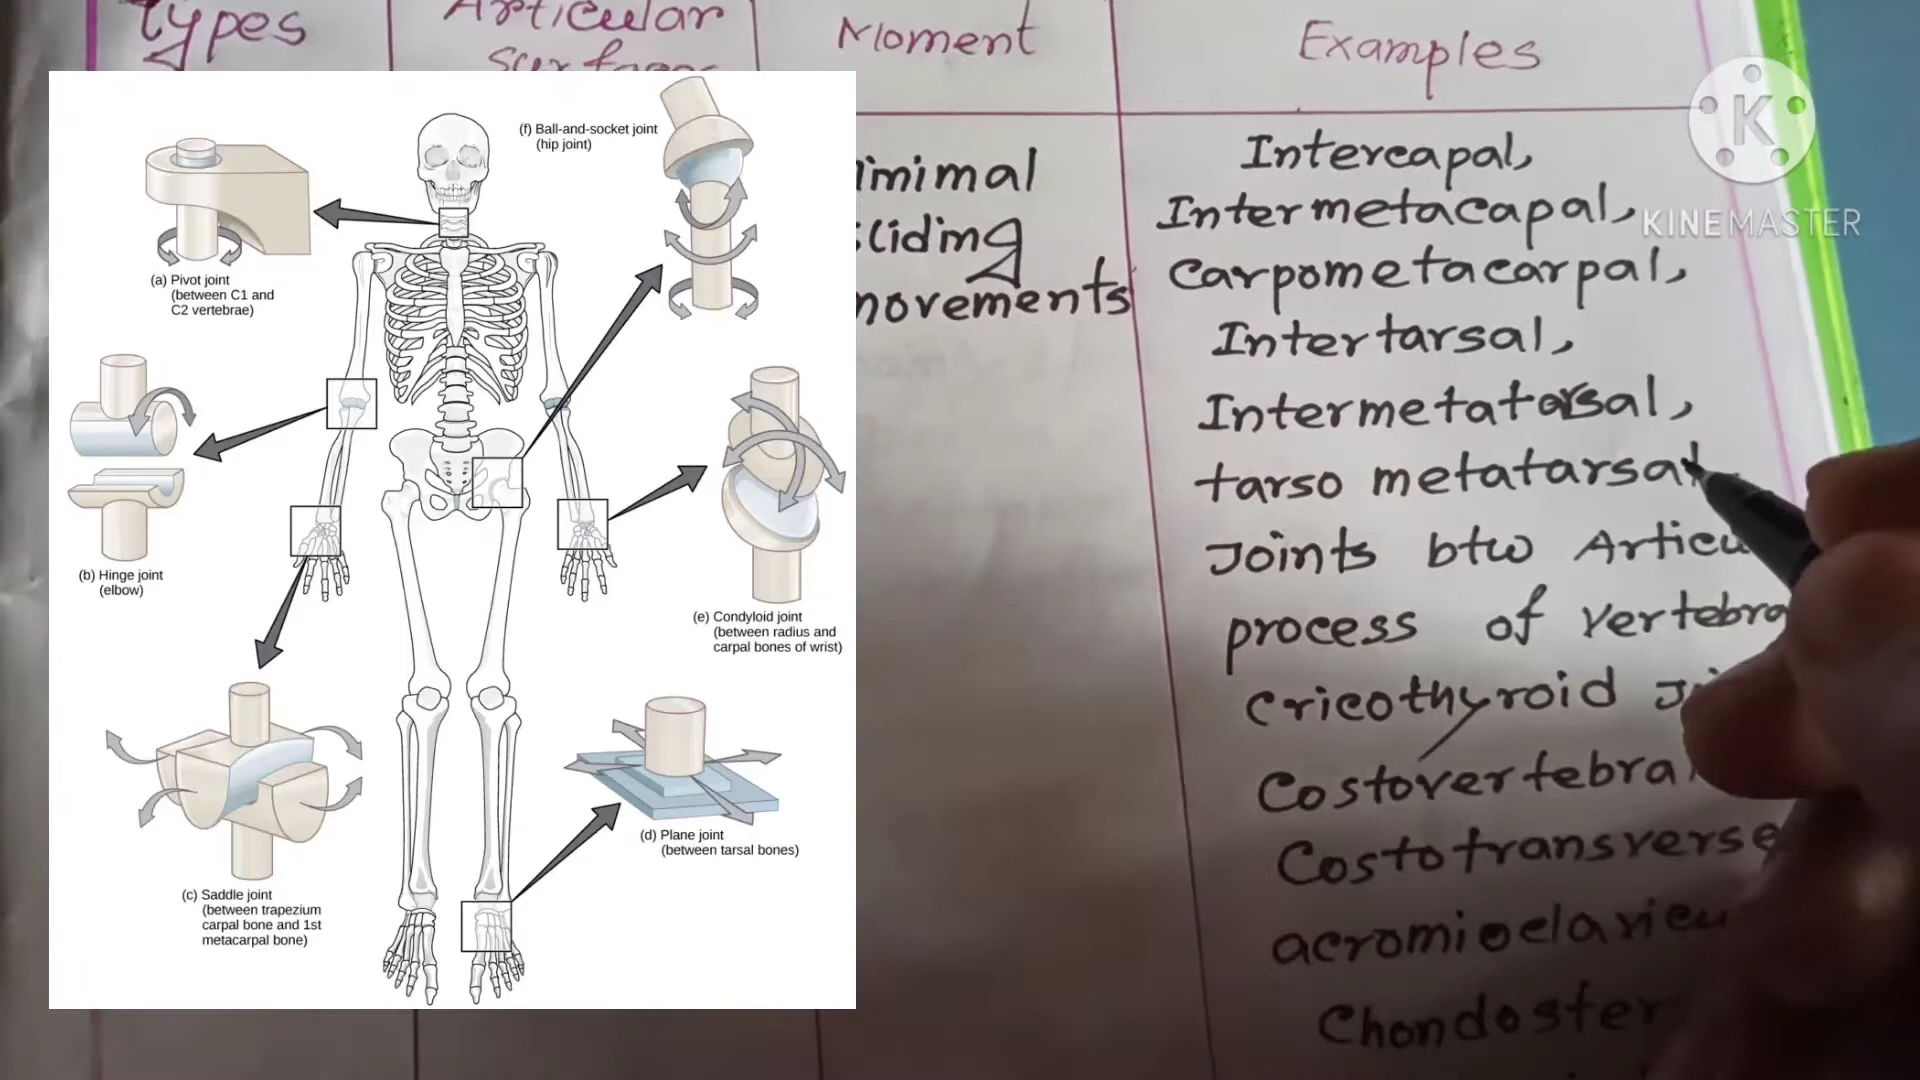 types
Articular
Moment
Examples
(f) Ball-and-socket joint
(hip joint)
(a) Pivot joint
(between C1 and
C2 vertebrae)
(b) Hinge joint
(elbow)
(e) Condyloid joint
(between radius and
carpal bones of wrist)
(c) Saddle joint
(between trapezium
carpal bone and 1st
metacarpal bone)
(d) Plane joint
(between tarsal bones)
inimal
sliding
movements
Intercapal,
Intermetacapal,
Carpometacarpal,
Intertarsal,
Intermetatarsal,
tarso metatarsal
Joints btw Articu
process of vertebra
cricothyroid
Costovertebra
Costotransverse
acromioclavicu
Chondoster
K
KINEMASTER